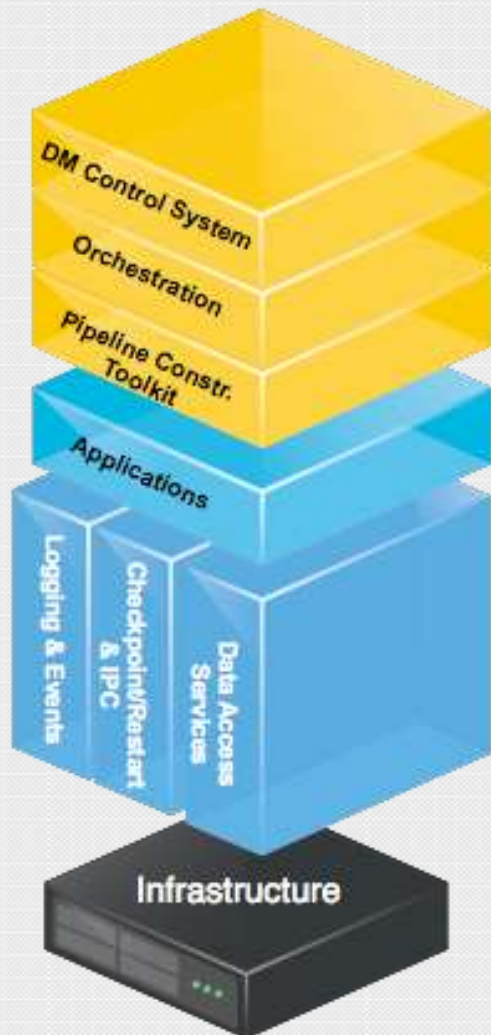 DM Control System
Orchestration
Pipeline Constr.
Toolkit
Applications
Logging & Events
Checkpoint/Restart
& IPC
Data Access
Services
Infrastructure